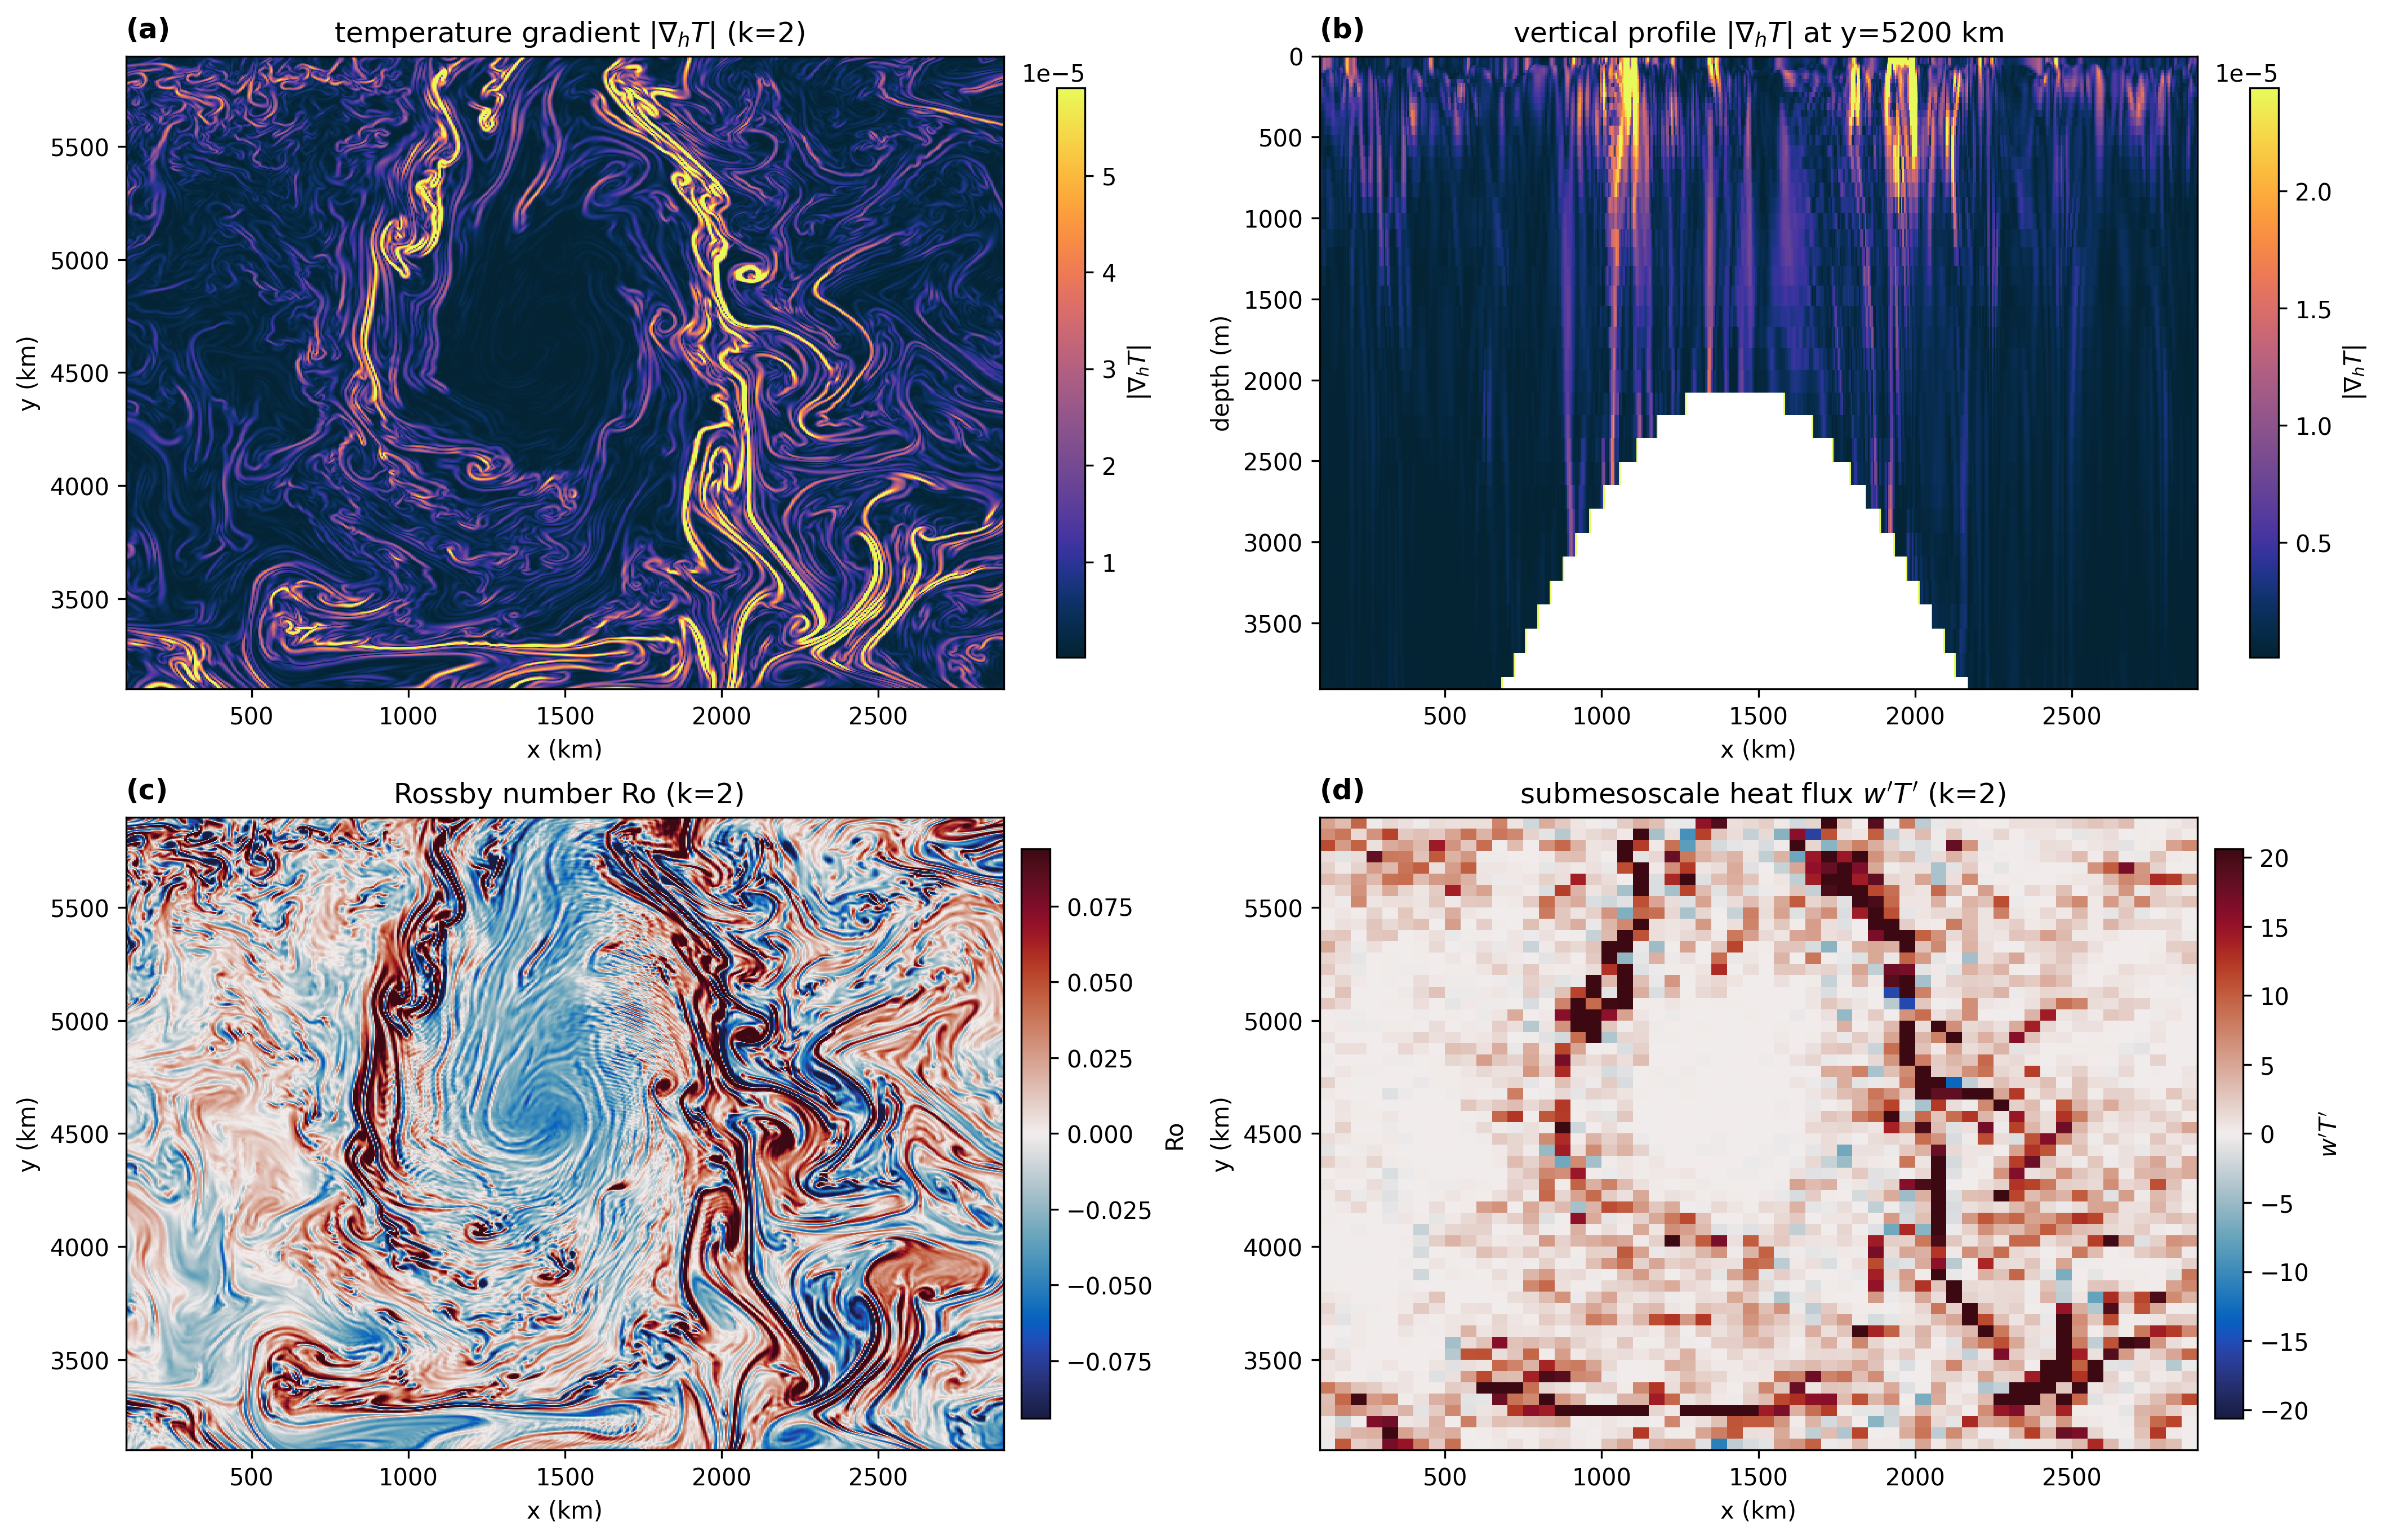 (a) temperature gradient |∇ₕT| (k=2)
1e−5
5500
5000
4500
4000
3500
y (km)
500 1000 1500 2000 2500
x (km)
5
4
3
2
1
|∇ₕT|
(b) vertical profile |∇ₕT| at y=5200 km
1e−5
0
500
1000
1500
2000
2500
3000
3500
depth (m)
500 1000 1500 2000 2500
x (km)
2.0
1.5
1.0
0.5
|∇ₕT|
(c) Rossby number Ro (k=2)
5500
5000
4500
4000
3500
y (km)
500 1000 1500 2000 2500
x (km)
0.075
0.050
0.025
0.000
−0.025
−0.050
−0.075
Ro
(d) submesoscale heat flux w′T′ (k=2)
5500
5000
4500
4000
3500
y (km)
500 1000 1500 2000 2500
x (km)
20
15
10
5
0
−5
−10
−15
−20
w′T′